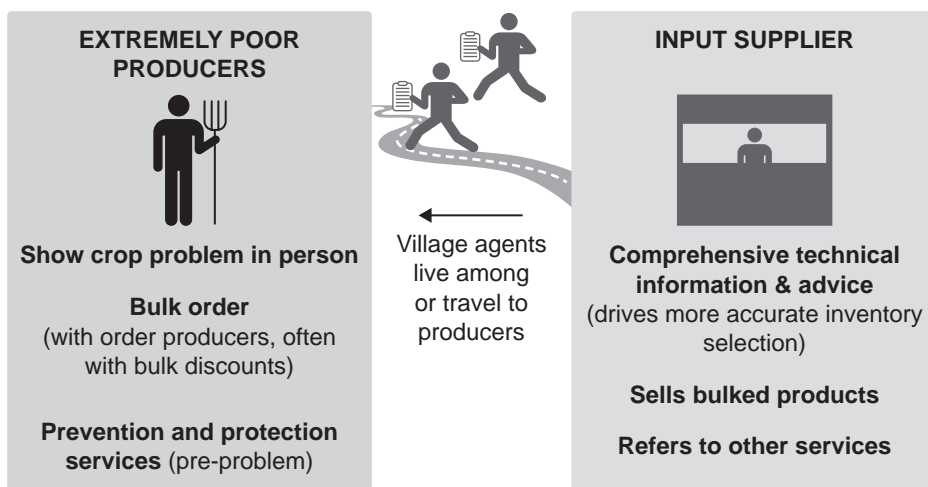 EXTREMELY POOR
PRODUCERS
Show crop problem in person
Bulk order
(with order producers, often
with bulk discounts)
Prevention and protection
services (pre-problem)
Village agents
live among
or travel to
producers
INPUT SUPPLIER
Comprehensive technical
information & advice
(drives more accurate inventory
selection)
Sells bulked products
Refers to other services